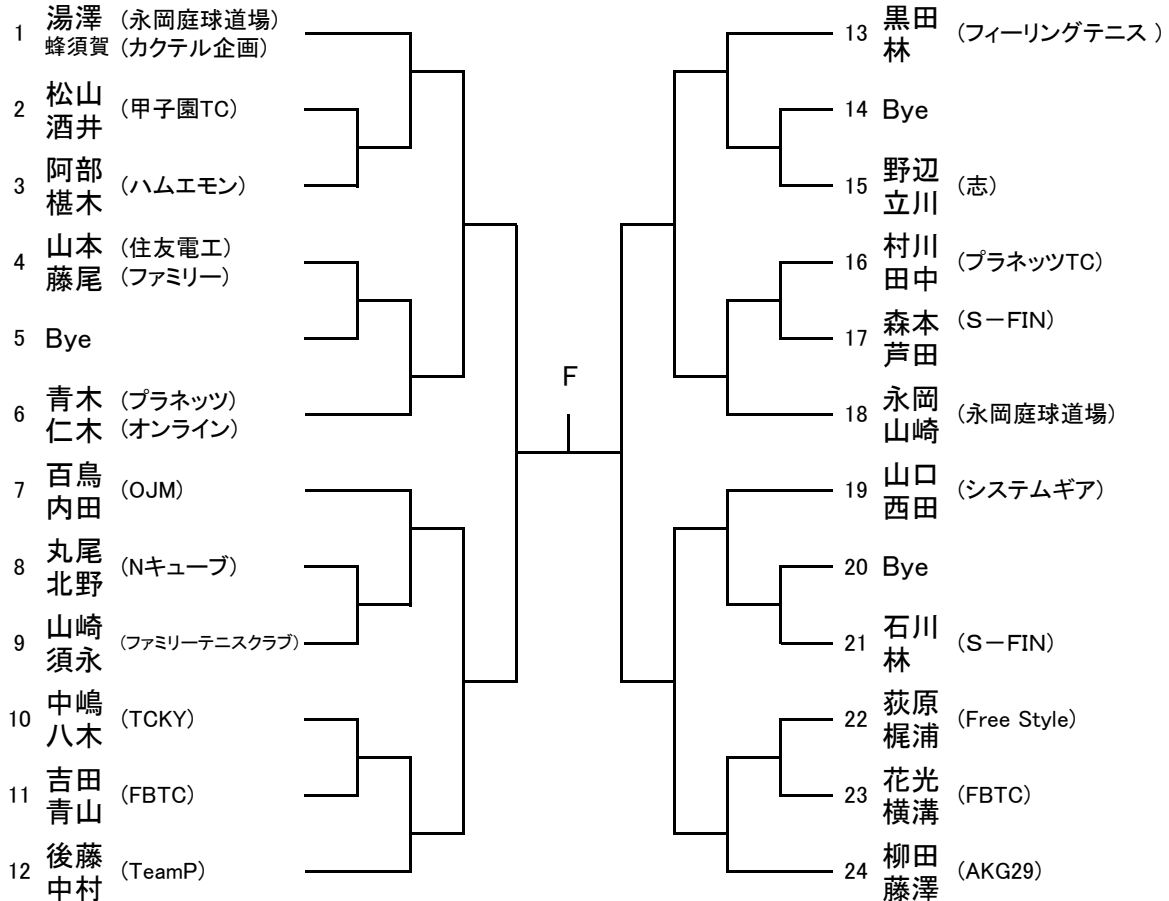 1 湯澤 (永岡庭球道場)
蜂須賀 (カクテル企画)
2 松山 (甲子園TC)
酒井
3 阿部 (ハムエモン)
椹木
4 山本 (住友電工)
藤尾 (ファミリー)
5 Bye
6 青木 (プラネッツ)
仁木 (オンライン)
7 百鳥 (OJM)
内田
8 丸尾 (Nキューブ)
北野
9 山崎 (ファミリーテニスクラブ)
須永
10 中嶋 (TCKY)
八木
11 吉田 (FBTC)
青山
12 後藤 (TeamP)
中村
F
13 黒田 (フィーリングテニス )
林
14 Bye
15 野辺 (志)
立川
16 村川 (プラネッツTC)
田中
17 森本 (S-FIN)
芦田
18 永岡 (永岡庭球道場)
山崎
19 山口 (システムギア)
西田
20 Bye
21 石川 (S-FIN)
林
22 荻原 (Free Style)
梶浦
23 花光 (FBTC)
横溝
24 柳田 (AKG29)
藤澤